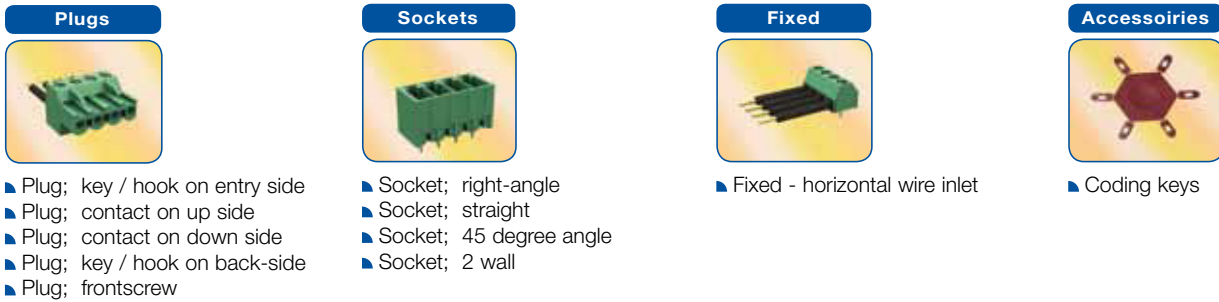 Plugs
Plug; key / hook on entry side
Plug; contact on up side
Plug; contact on down side
Plug; key / hook on back-side
Plug; frontscrew
Sockets
Socket; right-angle
Socket; straight
Socket; 45 degree angle
Socket; 2 wall
Fixed
Fixed - horizontal wire inlet
Accessoiries
Coding keys